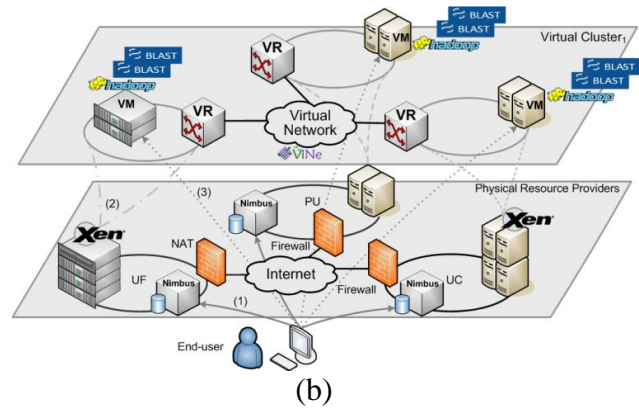 BLAST
BLAST
hadoop
VM
Virtual Cluster1
BLAST
BLAST
hadoop
VM
VR
BLAST
BLAST
hadoop
VM
VR
Virtual
Network
ViNe
VR
(2)
(3)
Physical Resource Providers
Xen
Nimbus
PU
Xen
NAT
Firewall
UF
Nimbus
Internet
Firewall
Nimbus
UC
(1)
End-user
(b)